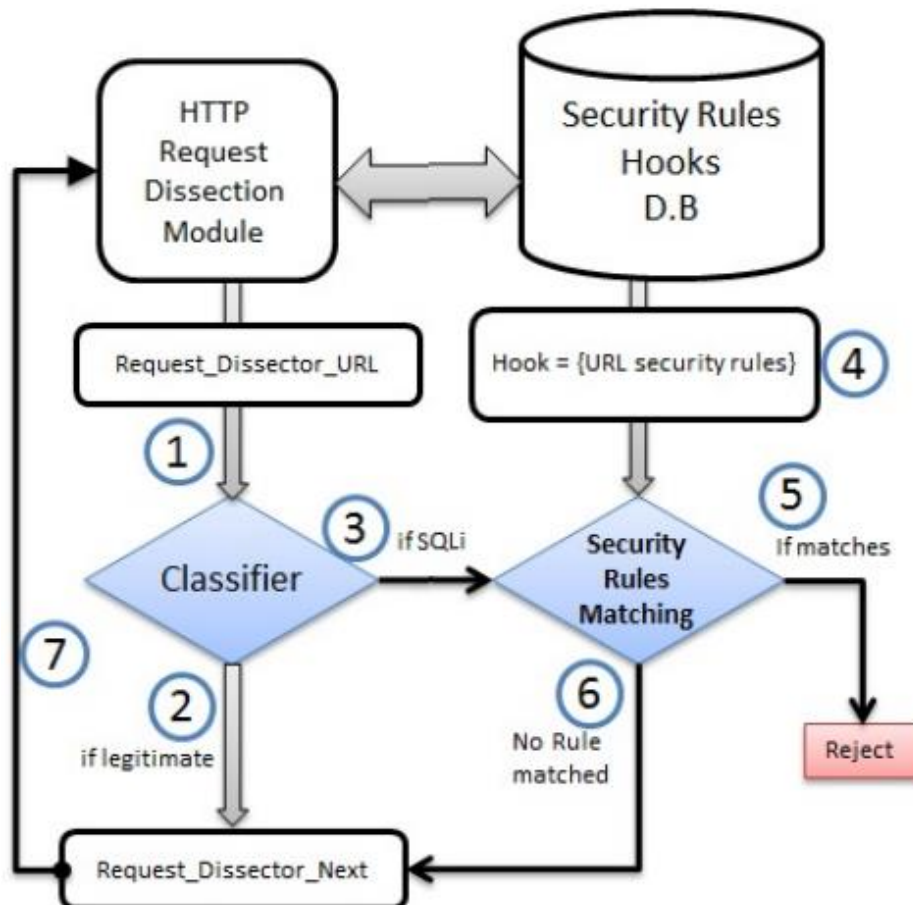 HTTP
Request
Dissection
Module
Security Rules
Hooks
D.B
Request_Dissector_URL
Hook = {URL security rules}
4
1
3
if SQLi
5
If matches
Classifier
Security
Rules
Matching
7
2
if legitimate
6
No Rule
matched
Reject
Request_Dissector_Next